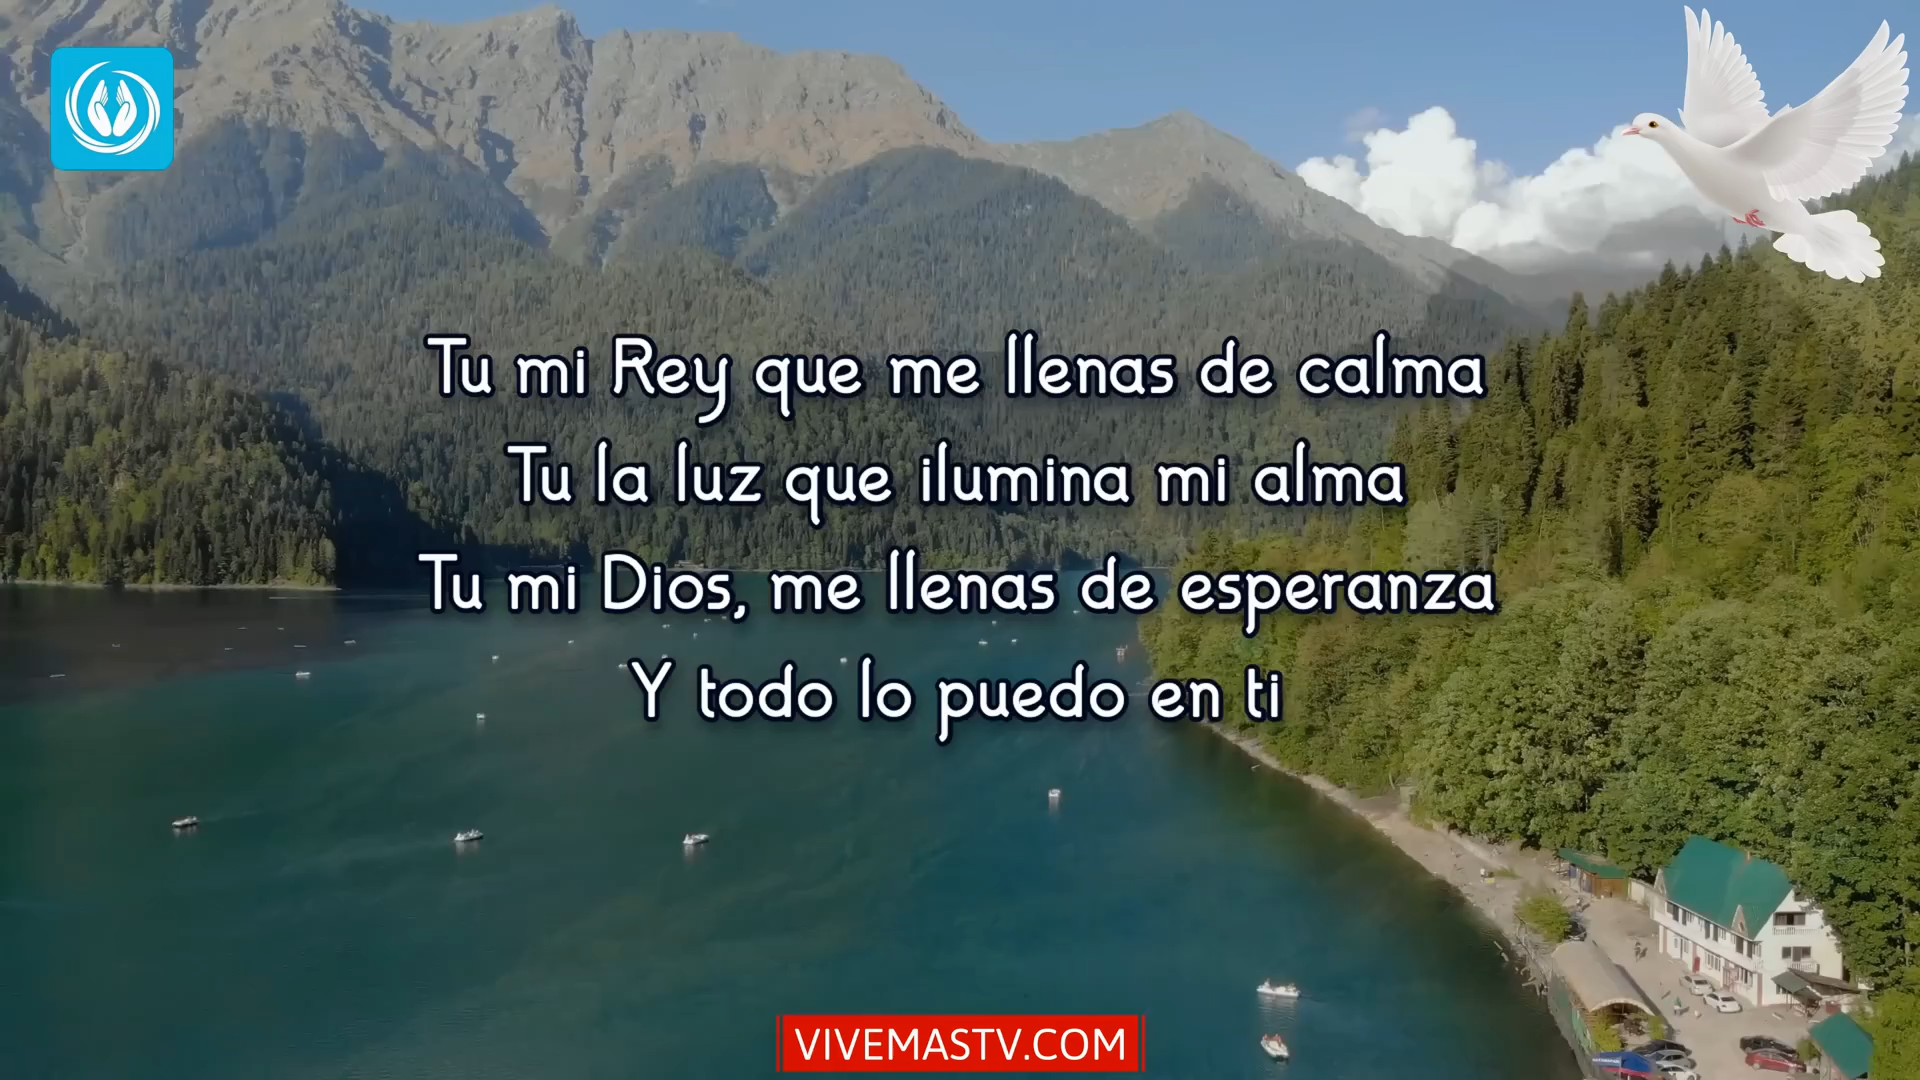 Tu mi Rey que me llenas de calma
Tu la luz que ilumina mi alma
Tu mi Dios, me llenas de esperanza
Y todo lo puedo en ti
VIVEMASTV.COM